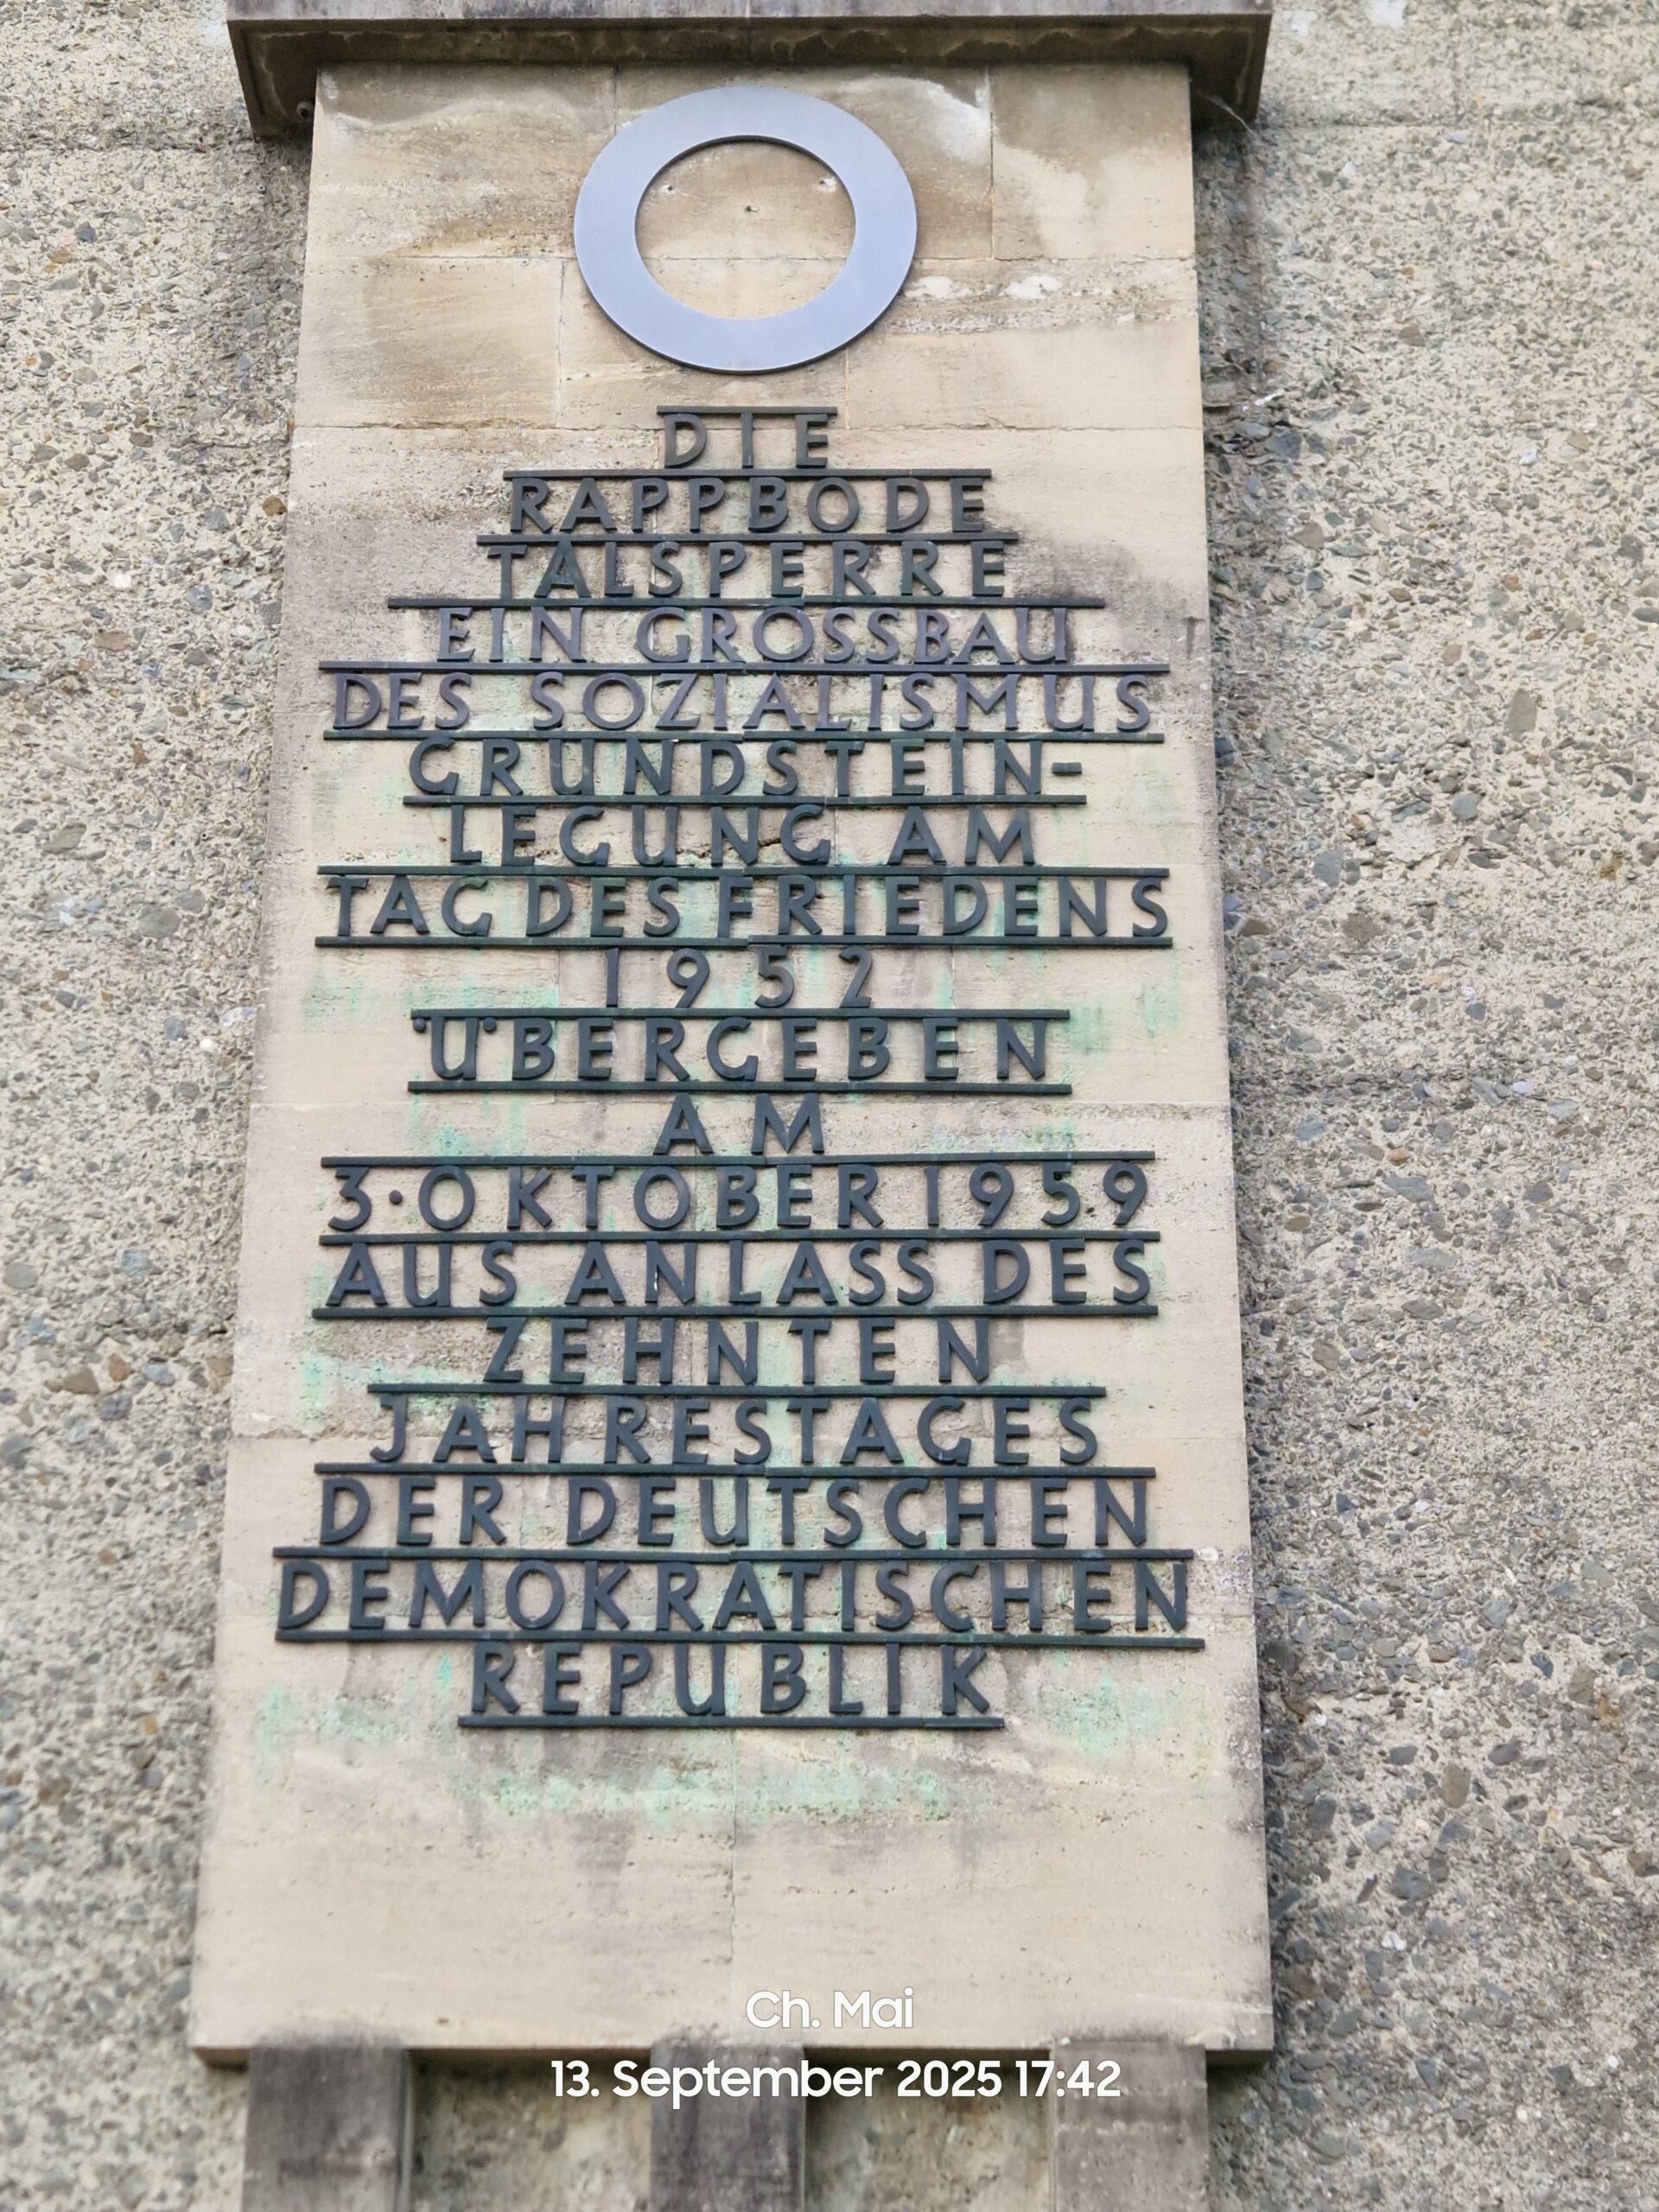 DIE
RAPPBODE
TALSPERRE
EIN GROSSBAU
DES SOZIALISMUS
GRUNDSTEIN-
LEGUNG AM
TAG DES FRIEDENS
1952
ÜBERGEBEN
AM
3·OKTOBER 1959
AUS ANLASS DES
ZEHNTEN
JAHRESTAGES
DER DEUTSCHEN
DEMOKRATISCHEN
REPUBLIK
Ch. Mai
13. September 2025 17:42